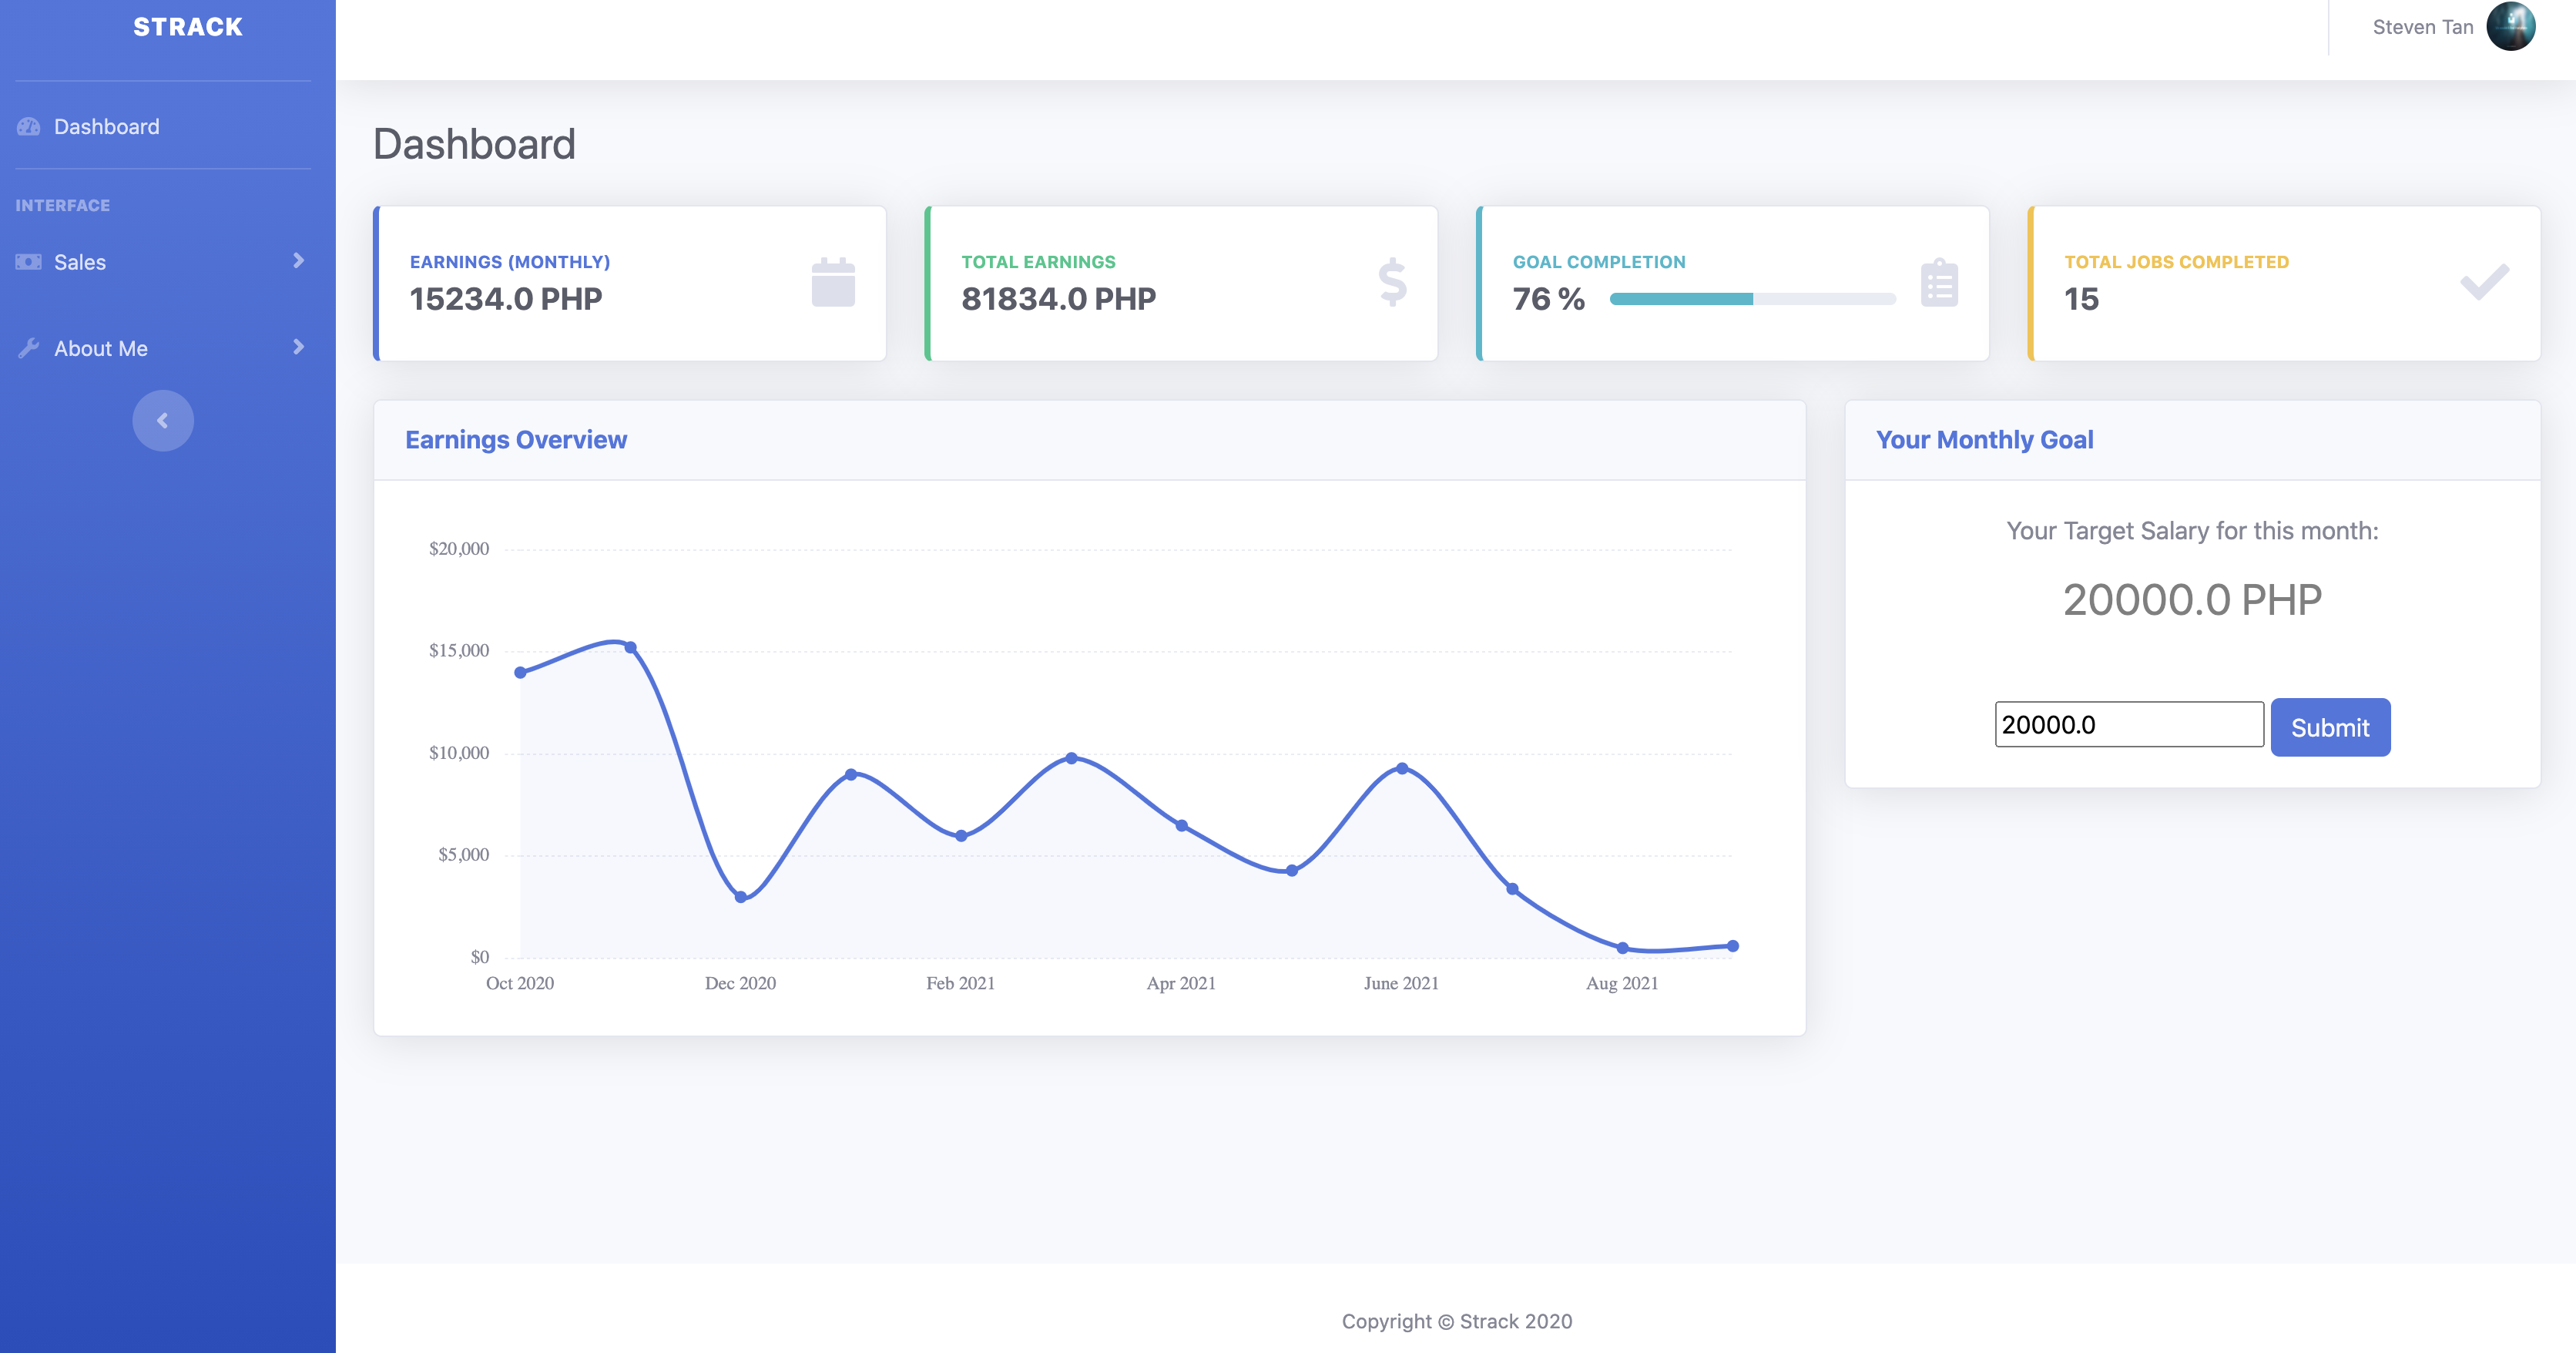 STRACK
Steven Tan
Dashboard
INTERFACE
Sales
About Me
Dashboard
EARNINGS (MONTHLY)
15234.0 PHP
TOTAL EARNINGS
81834.0 PHP
GOAL COMPLETION
76 %
TOTAL JOBS COMPLETED
15
Earnings Overview
$20,000
$15,000
$10,000
$5,000
$0
Oct 2020 Dec 2020 Feb 2021 Apr 2021 June 2021 Aug 2021
Your Monthly Goal
Your Target Salary for this month:
20000.0 PHP
20000.0 Submit
Copyright © Strack 2020